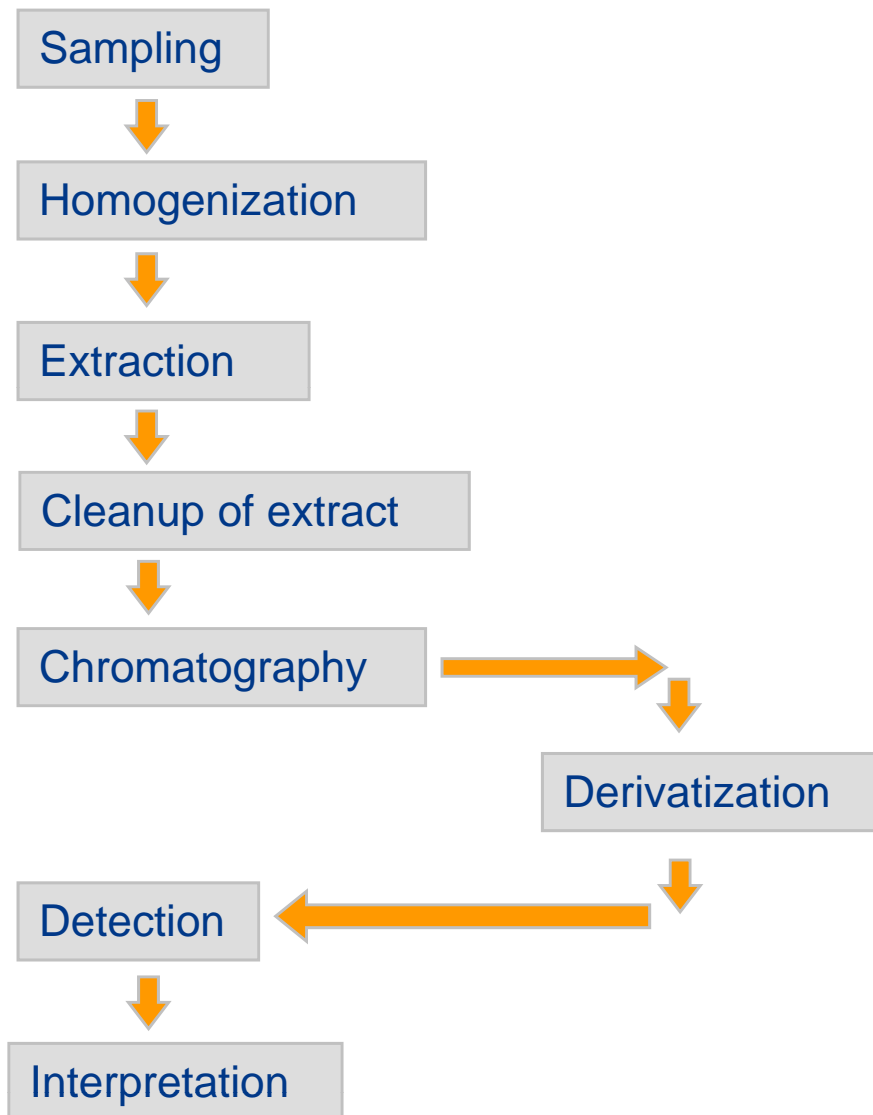 Sampling
Homogenization
Extraction
Cleanup of extract
Chromatography
Derivatization
Detection
Interpretation